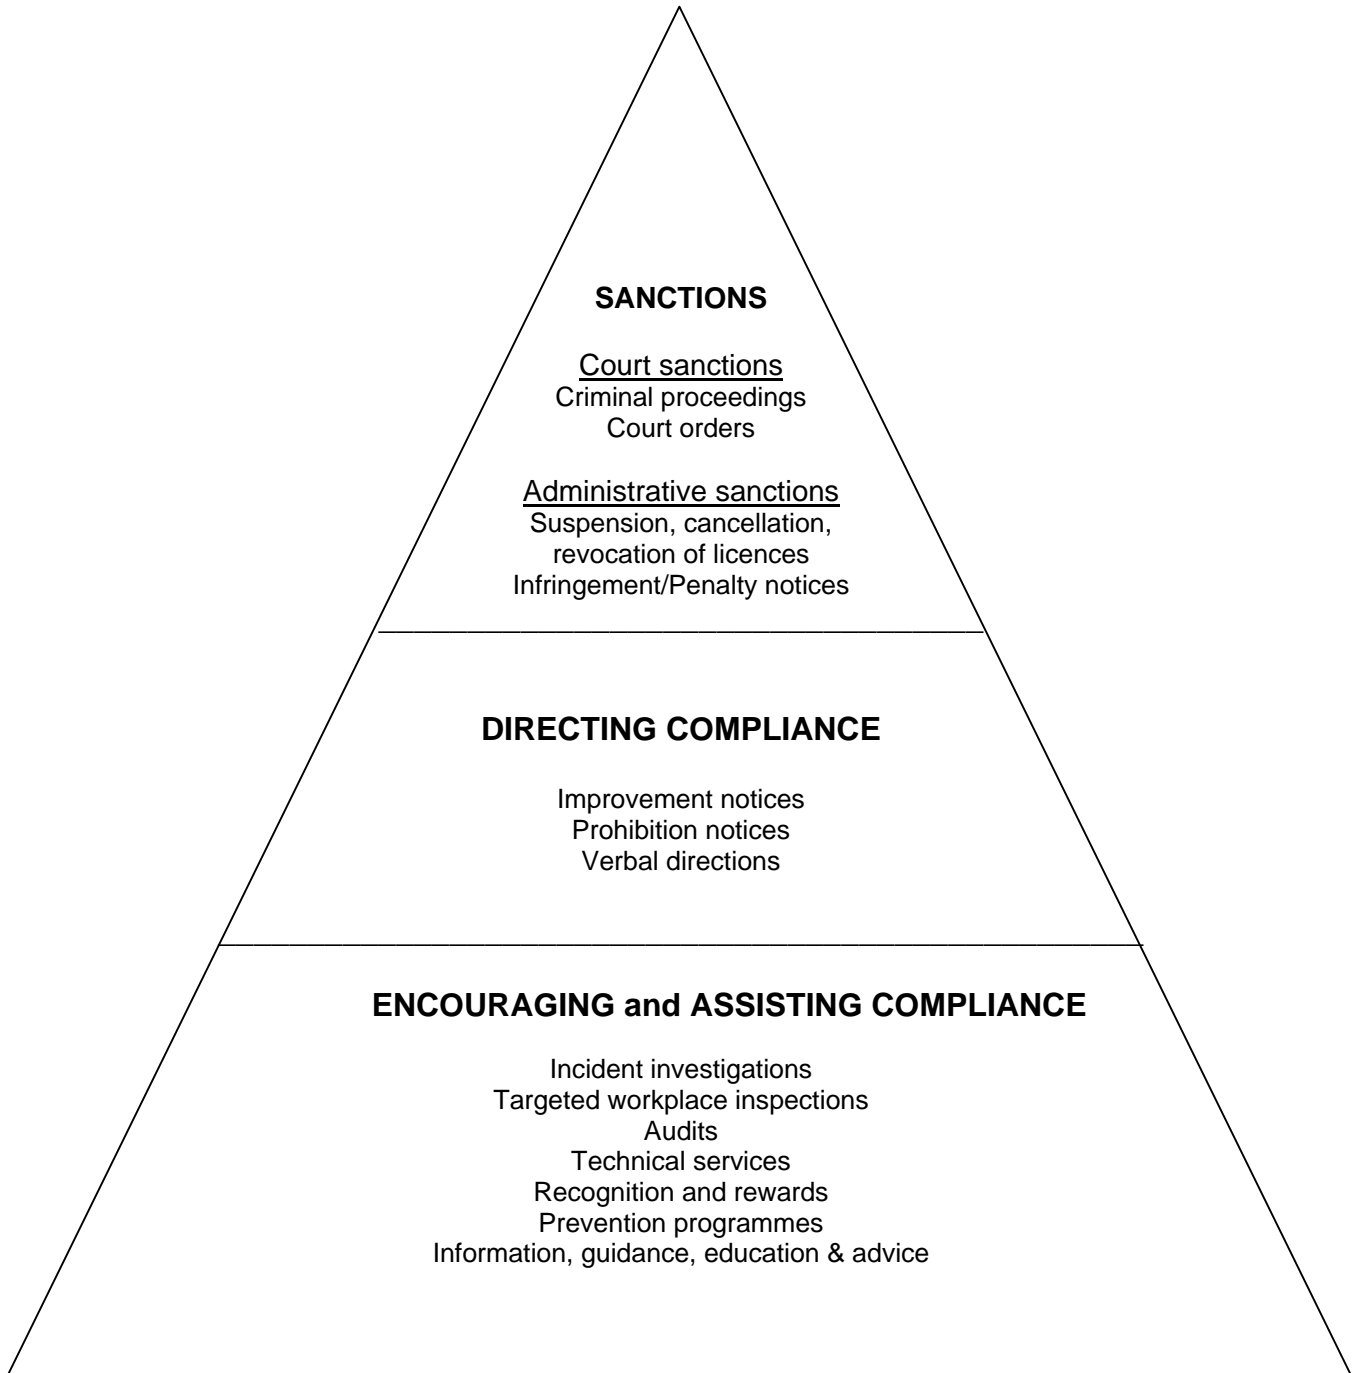 SANCTIONS
Court sanctions
Criminal proceedings
Court orders
Administrative sanctions
Suspension, cancellation,
revocation of licences
Infringement/Penalty notices
DIRECTING COMPLIANCE
Improvement notices
Prohibition notices
Verbal directions
ENCOURAGING and ASSISTING COMPLIANCE
Incident investigations
Targeted workplace inspections
Audits
Technical services
Recognition and rewards
Prevention programmes
Information, guidance, education & advice